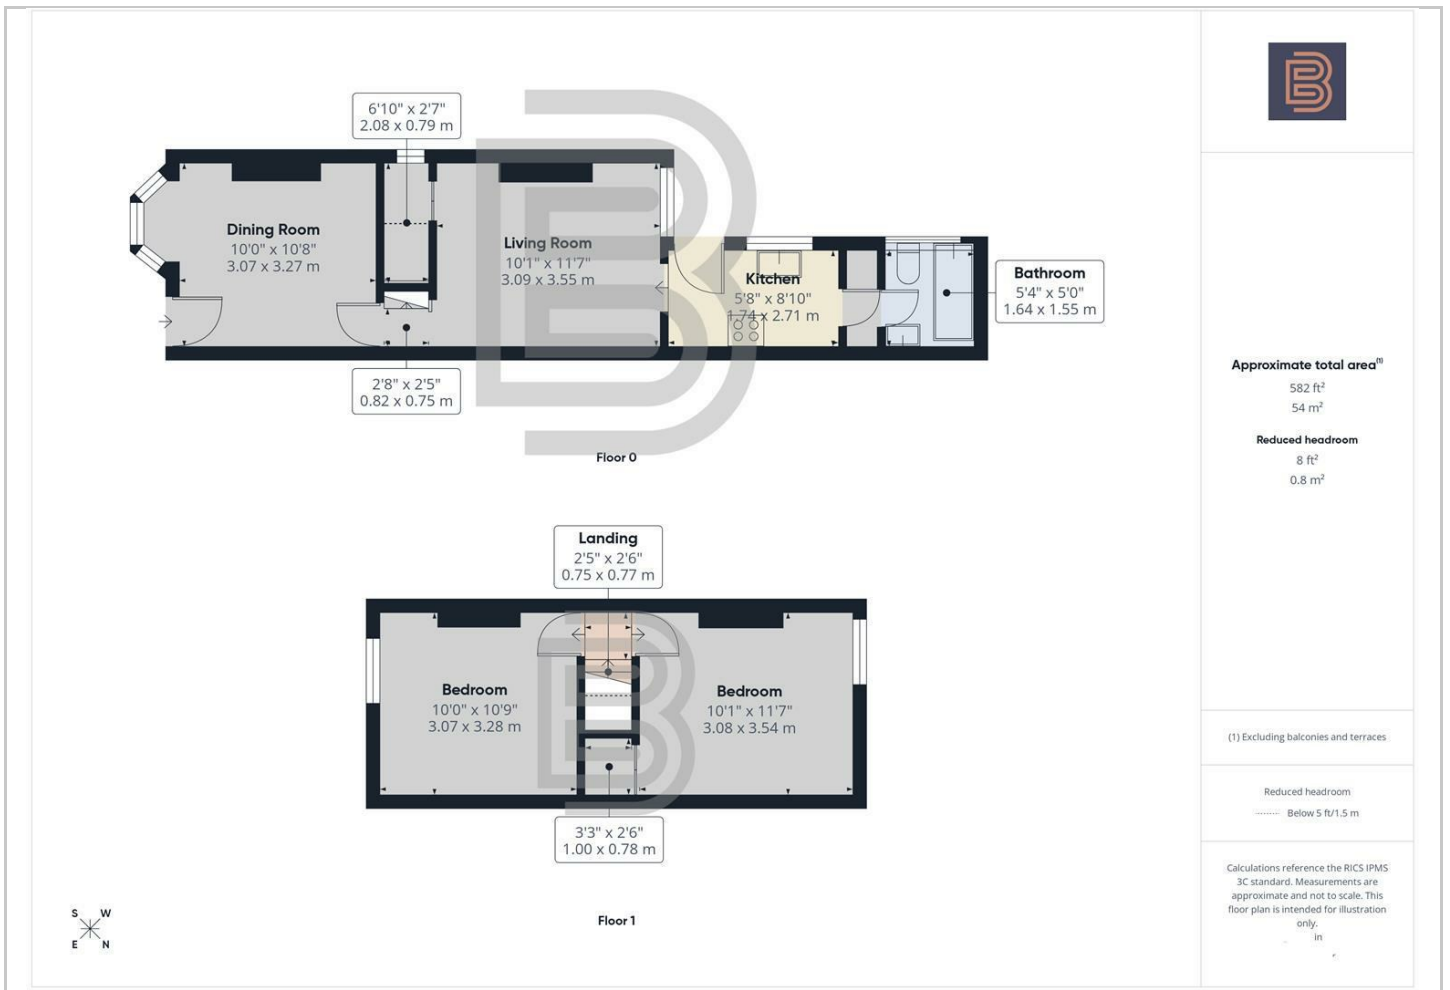 6'10" x 2'7"
2.08 x 0.79 m
Dining Room
10'0" x 10'8"
3.07 x 3.27 m
Living Room
10'1" x 11'7"
3.09 x 3.55 m
Kitchen
5'8" x 8'10"
1.74 x 2.71 m
Bathroom
5'4" x 5'0"
1.64 x 1.55 m
2'8" x 2'5"
0.82 x 0.75 m
Floor 0
Landing
2'5" x 2'6"
0.75 x 0.77 m
Bedroom
10'0" x 10'9"
3.07 x 3.28 m
Bedroom
10'1" x 11'7"
3.08 x 3.54 m
3'3" x 2'6"
1.00 x 0.78 m
Floor 1
S W
E N
B
Approximate total area(1)
582 ft²
54 m²
Reduced headroom
8 ft²
0.8 m²
(1) Excluding balconies and terraces
Reduced headroom
Below 5 ft/1.5 m
Calculations reference the RICS IPMS
3C standard. Measurements are
approximate and not to scale. This
floor plan is intended for illustration
only.
in